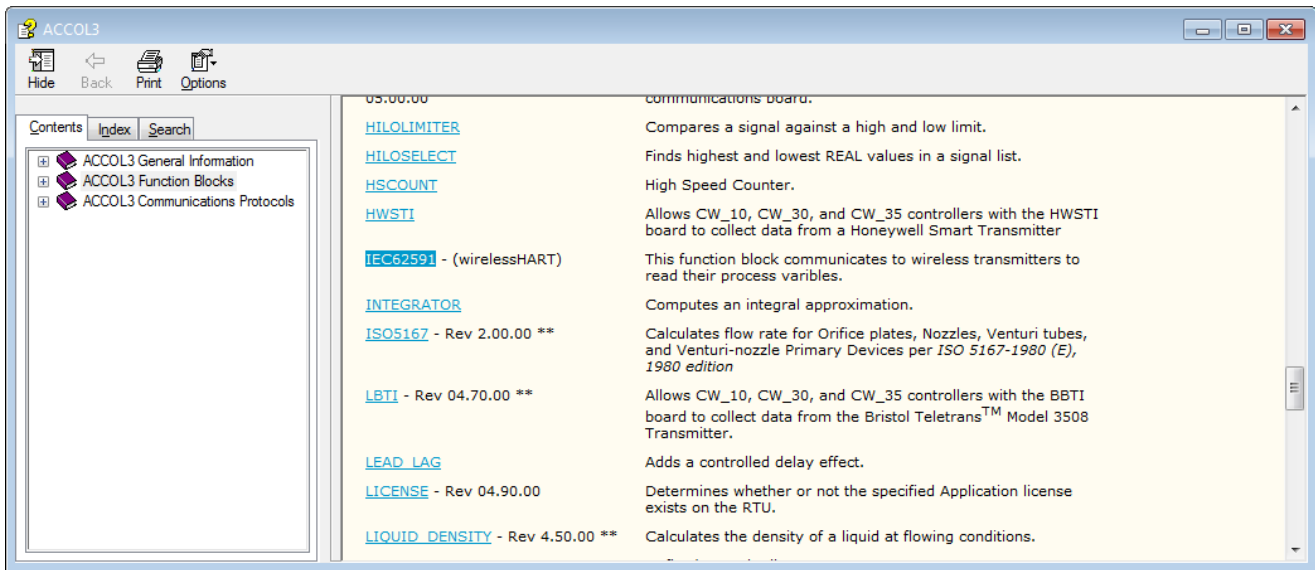 ACCOL3
Hide Back Print Options
Contents Index Search
ACCOL3 General Information
ACCOL3 Function Blocks
ACCOL3 Communications Protocols
05.00.00 communications board.
HILOLIMITER Compares a signal against a high and low limit.
HILOSELECT Finds highest and lowest REAL values in a signal list.
HSCOUNT High Speed Counter.
HWSTI Allows CW_10, CW_30, and CW_35 controllers with the HWSTI
board to collect data from a Honeywell Smart Transmitter
IEC62591 - (wirelessHART) This function block communicates to wireless transmitters to
read their process varibles.
INTEGRATOR Computes an integral approximation.
ISO5167 - Rev 2.00.00 ** Calculates flow rate for Orifice plates, Nozzles, Venturi tubes,
and Venturi-nozzle Primary Devices per ISO 5167-1980 (E),
1980 edition
LBTI - Rev 04.70.00 ** Allows CW_10, CW_30, and CW_35 controllers with the BBTI
board to collect data from the Bristol Teletrans™ Model 3508
Transmitter.
LEAD_LAG Adds a controlled delay effect.
LICENSE - Rev 04.90.00 Determines whether or not the specified Application license
exists on the RTU.
LIQUID_DENSITY - Rev 4.50.00 ** Calculates the density of a liquid at flowing conditions.